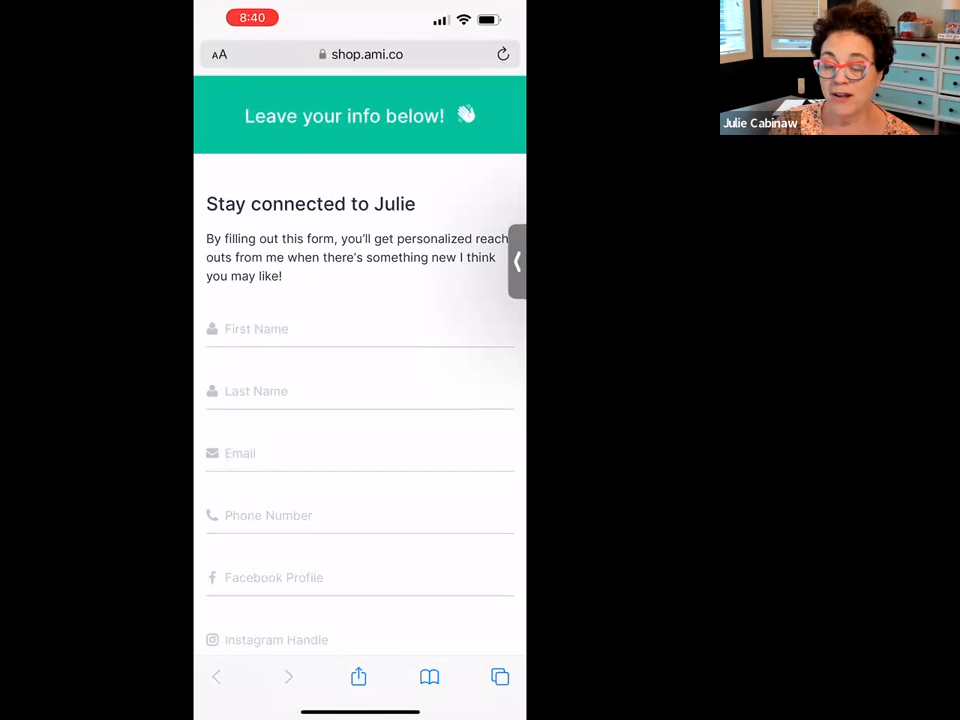 8:40
AA
shop.ami.co
Leave your info below!
Stay connected to Julie
By filling out this form, you'll get personalized reach
outs from me when there's something new I think
you may like!
First Name
Last Name
Email
Phone Number
Facebook Profile
Instagram Handle
Julie Cabinaw